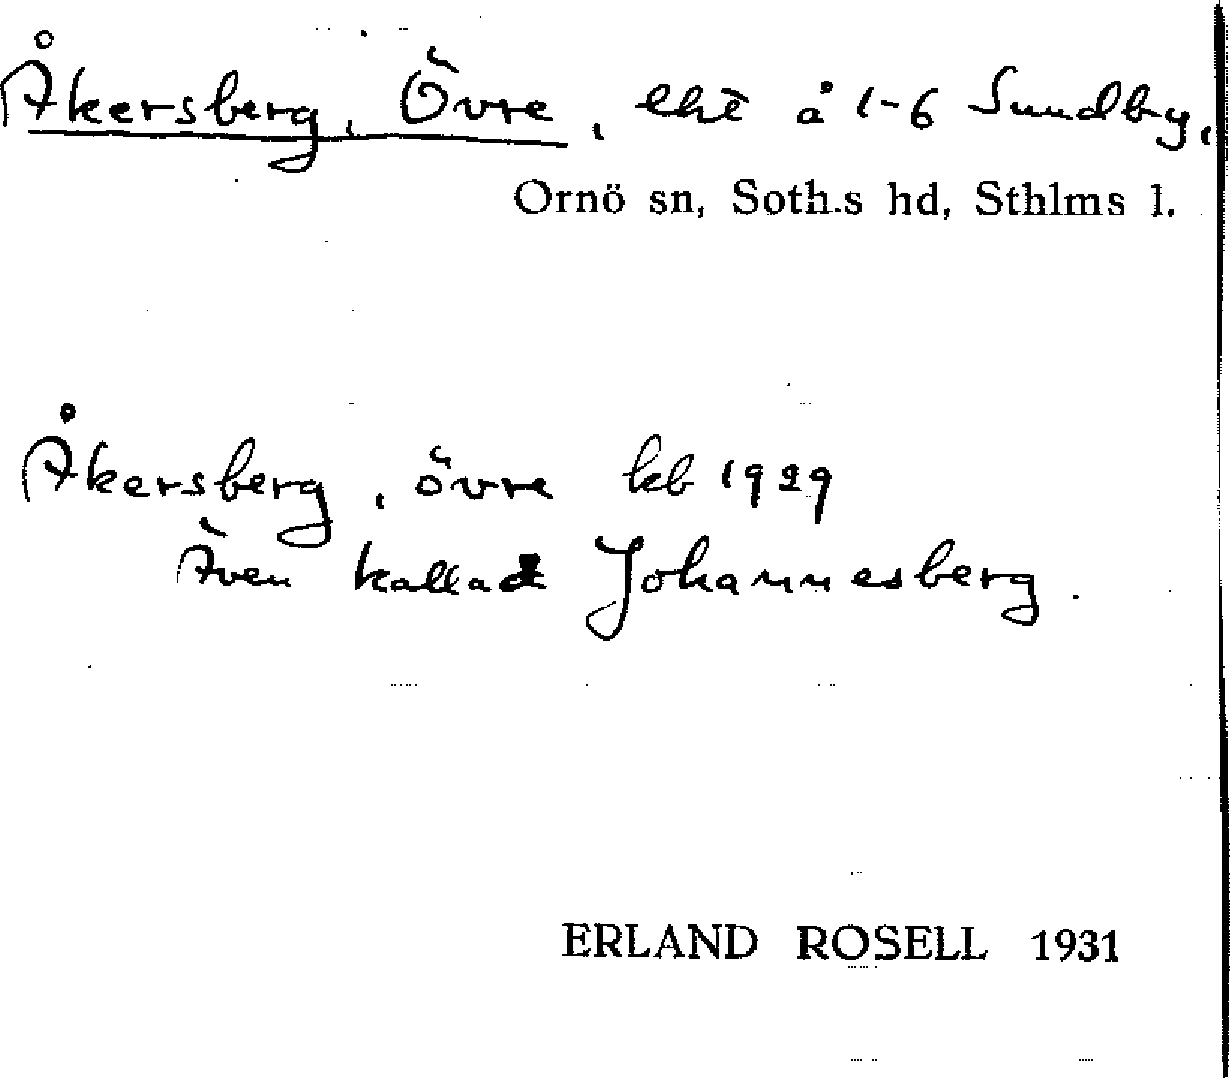 Åkersberg, Övre, lht å 1-6 Sundby,
Ornö sn, Soth.s hd, Sthlms l.
Åkersberg, övre kb 1929
Även kallad Johannesberg.
ERLAND ROSELL 1931